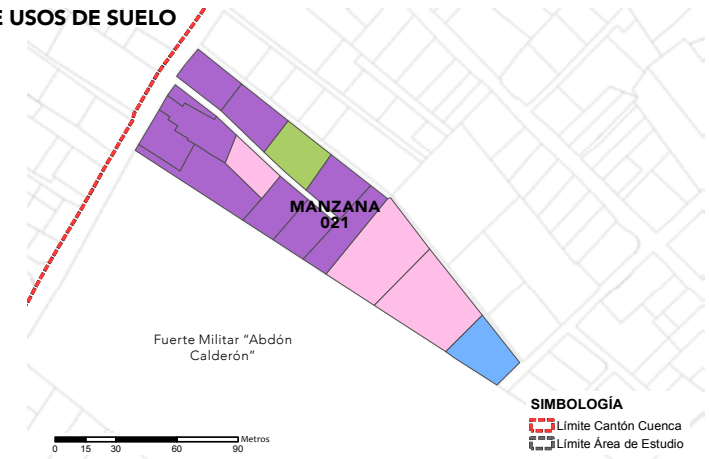 E USOS DE SUELO
MANZANA
021
Fuerte Militar "Abdón
Calderón"
SIMBOLOGÍA
Límite Cantón Cuenca
Límite Área de Estudio
Metros
0 15 30 60 90